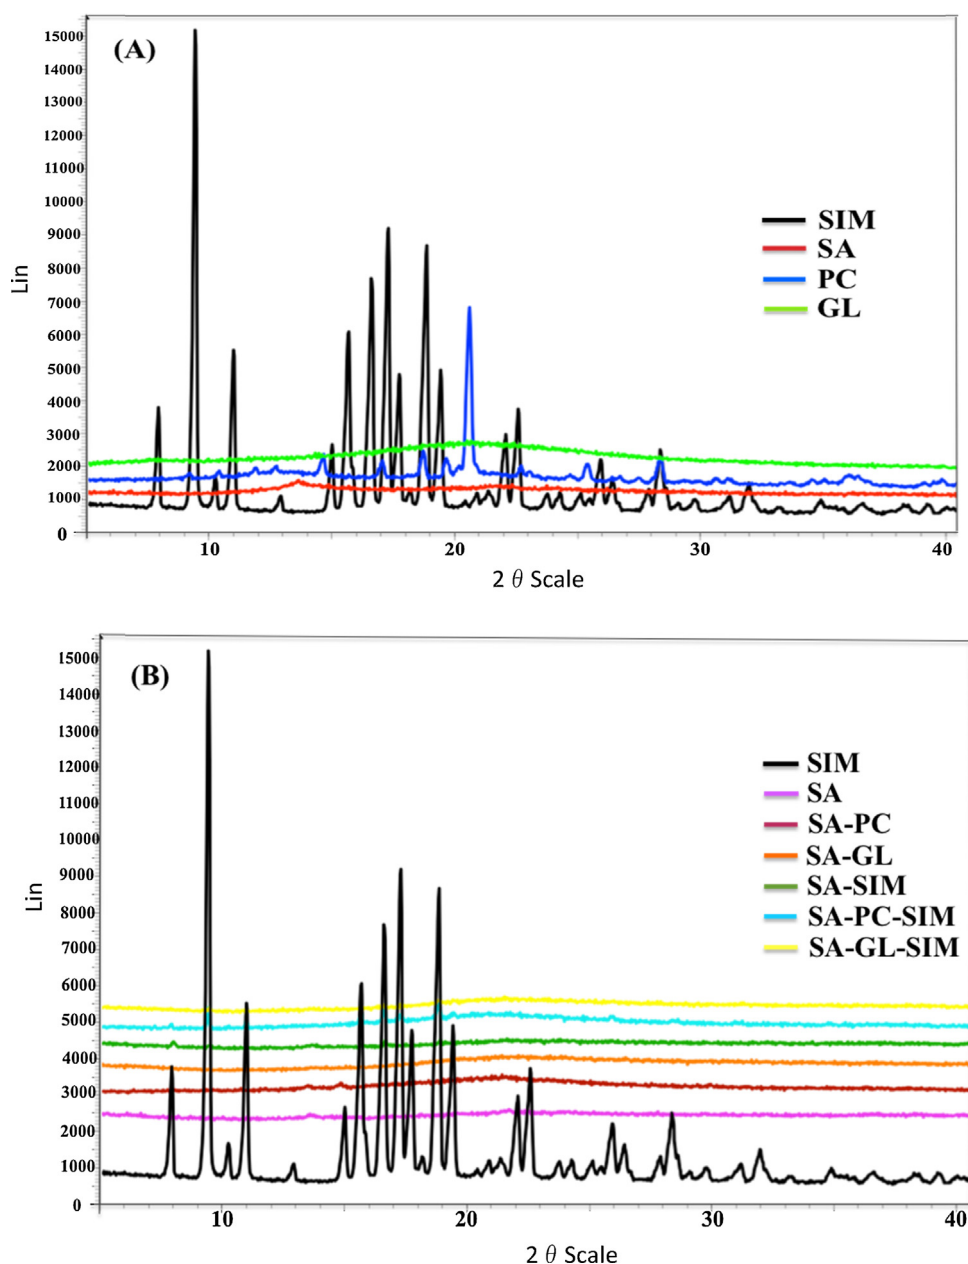 (A)
15000
14000
13000
12000
11000
10000
9000
8000
7000
6000
5000
4000
3000
2000
1000
0
Lin
SIM
SA
PC
GL
10 20 30 40
2 θ Scale
(B)
15000
14000
13000
12000
11000
10000
9000
8000
7000
6000
5000
4000
3000
2000
1000
0
Lin
SIM
SA
SA-PC
SA-GL
SA-SIM
SA-PC-SIM
SA-GL-SIM
10 20 30 40
2 θ Scale